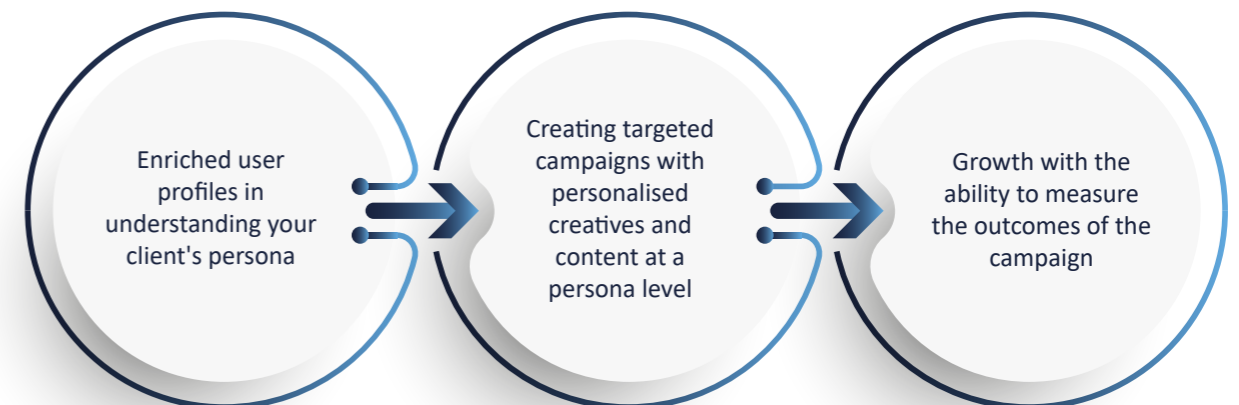 Enriched user
profiles in
understanding your
client's persona
Creating targeted
campaigns with
personalised
creatives and
content at a
persona level
Growth with the
ability to measure
the outcomes of the
campaign